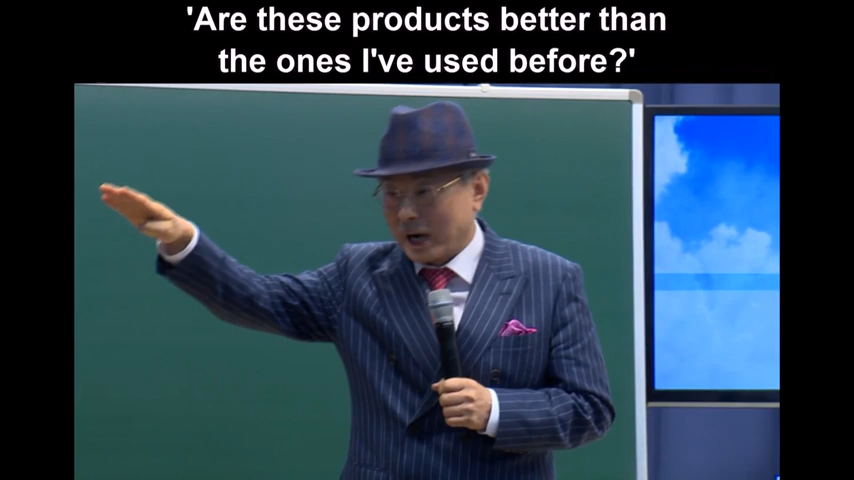 'Are these products better than
the ones I've used before?'